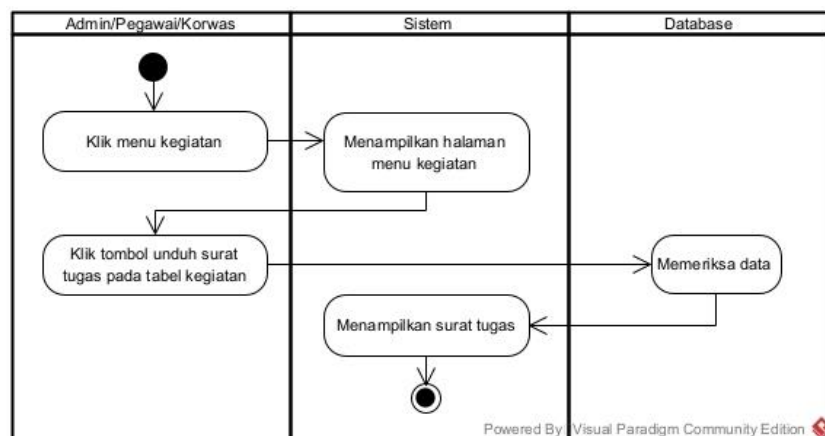 Admin/Pegawai/Korwas
Sistem
Database
Klik menu kegiatan
Menampilkan halaman
menu kegiatan
Klik tombol unduh surat
tugas pada tabel kegiatan
Memeriksa data
Menampilkan surat tugas
Powered By Visual Paradigm Community Edition